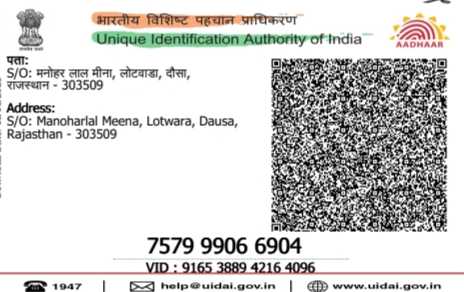 भारतीय विशिष्ट पहचान प्राधिकरण
Unique Identification Authority of India
AADHAAR
पता:
S/O: मनोहर लाल मीना, लोटवाडा, दौसा,
राजस्थान - 303509
Address:
S/O: Manoharlal Meena, Lotwara, Dausa,
Rajasthan - 303509
7579 9906 6904
VID : 9165 3889 4216 4096
1947 | help@uidai.gov.in | www.uidai.gov.in